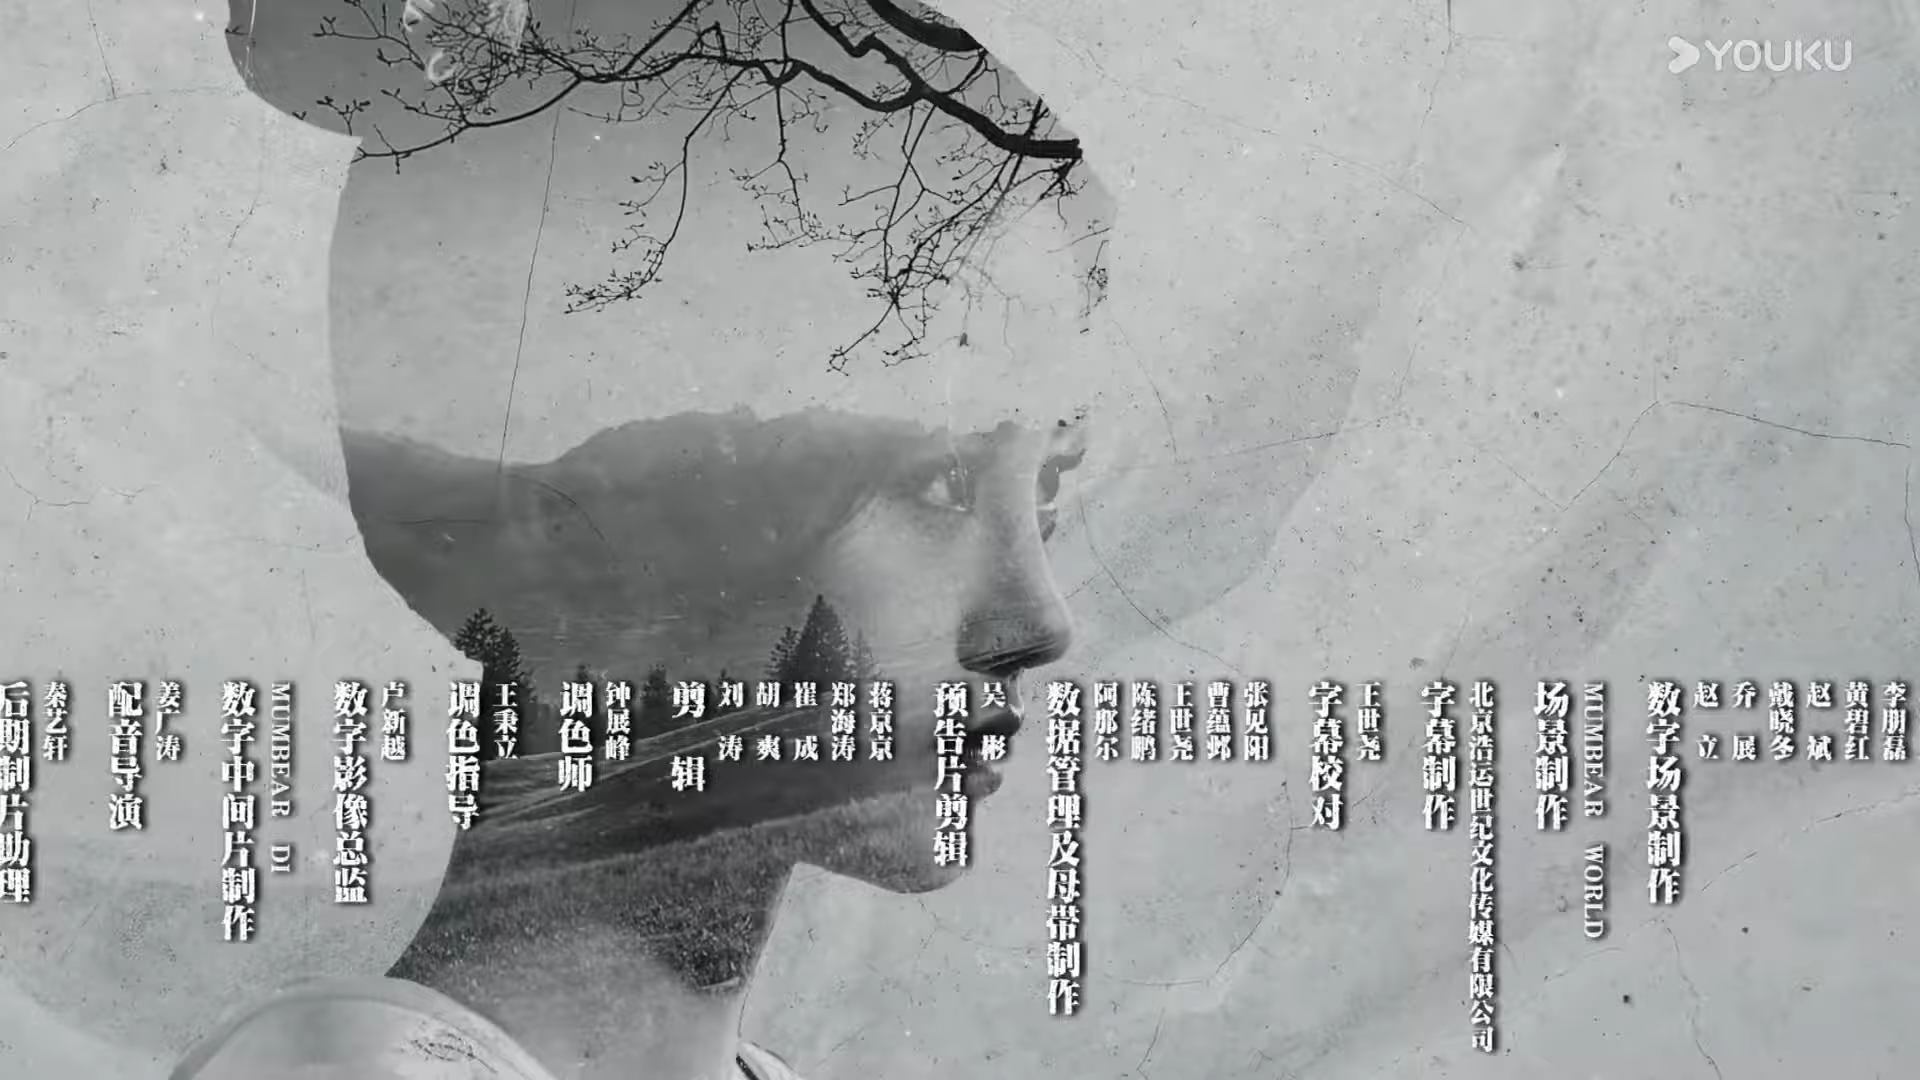 YOUKU
后期制片助理
秦艺轩
配音导演
姜广涛
数字中间片制作
MUMBEAR DI
数字影像总监
卢新越
调色指导
王秉立
调色师
钟展峰
剪辑
刘涛
胡爽
崔成
郑海涛
蒋京京
预告片剪辑
吴彬
数据管理及母带制作
阿那尔
陈绪鹏
王世尧
曹蕴邺
张见阳
字幕校对
王世尧
字幕制作
北京浩运世纪文化传媒有限公司
场景制作
MUMBEAR WORLD
数字场景制作
赵立
乔展
戴晓冬
赵斌
黄碧红
李朋磊